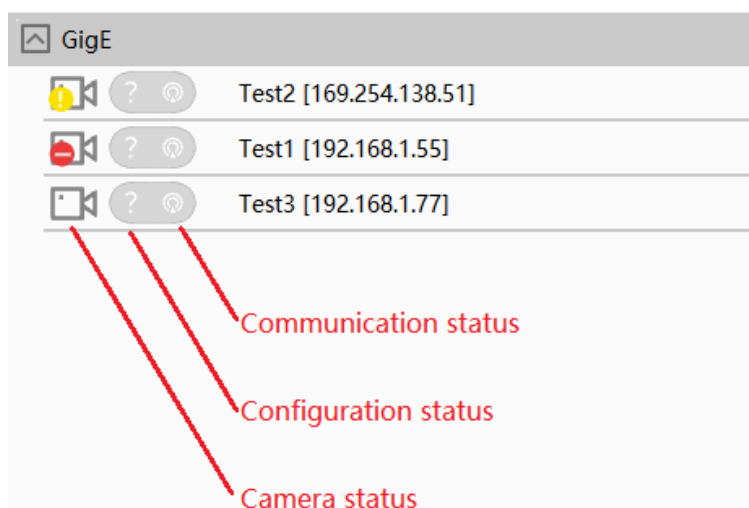 GigE
Test2 [169.254.138.51]
Test1 [192.168.1.55]
Test3 [192.168.1.77]
Communication status
Configuration status
Camera status